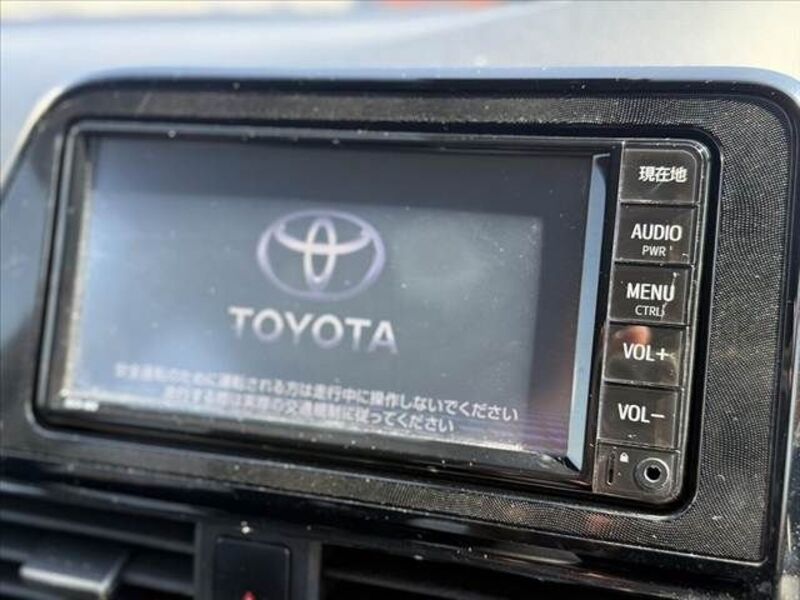 現在地
AUDIO
PWR
MENU
CTRL
VOL+
VOL-
TOYOTA
安全運転のために運転される方は走行中に操作しないでください
走行する際は実際の交通規制に従ってください